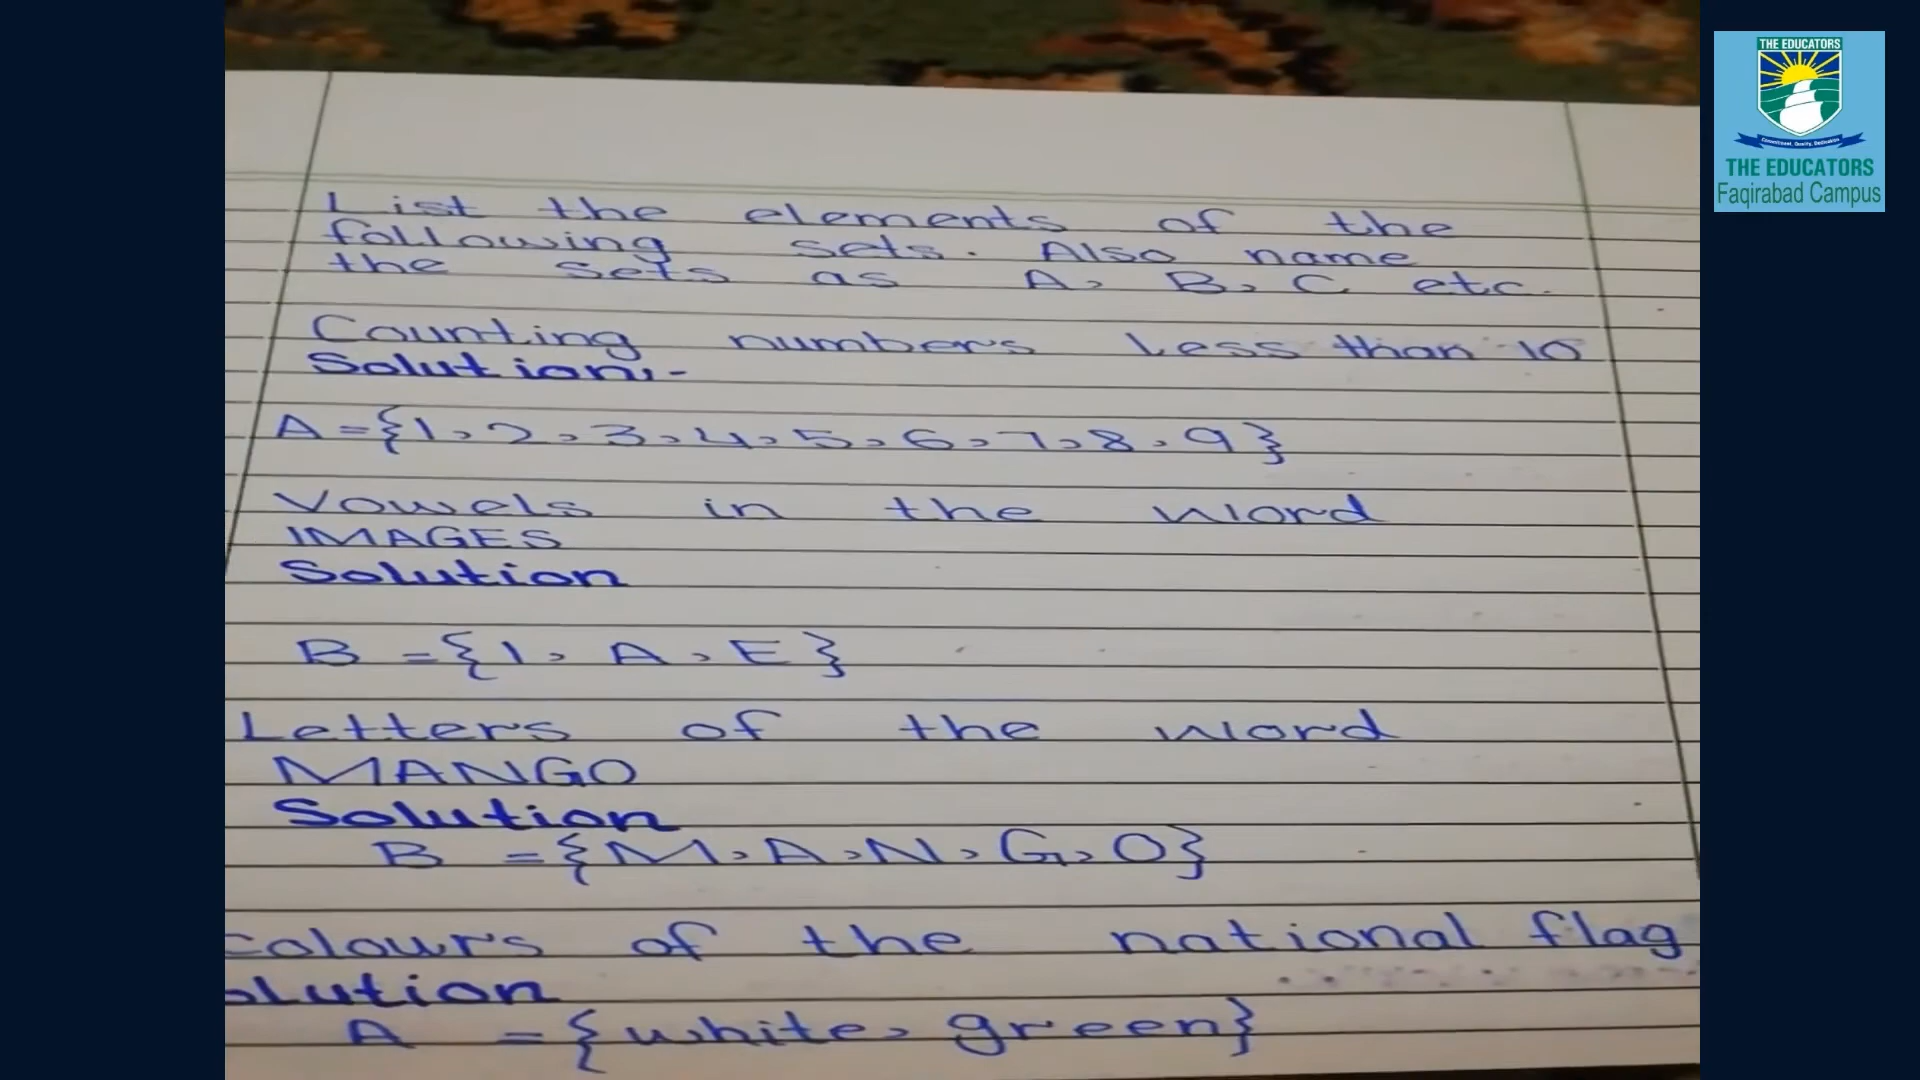 List the elements of the
following sets. Also name
the sets as A, B, C etc.
Counting numbers less than 10
Solution:-
A={1,2,3,4,5,6,7,8,9}
Vowels in the word
IMAGES
Solution
B={I, A, E}
Letters of the word
MANGO
Solution
B={M,A,N,G,O}
colours of the national flag
olution
A={white, green}
THE EDUCATORS
THE EDUCATORS
Faqirabad Campus